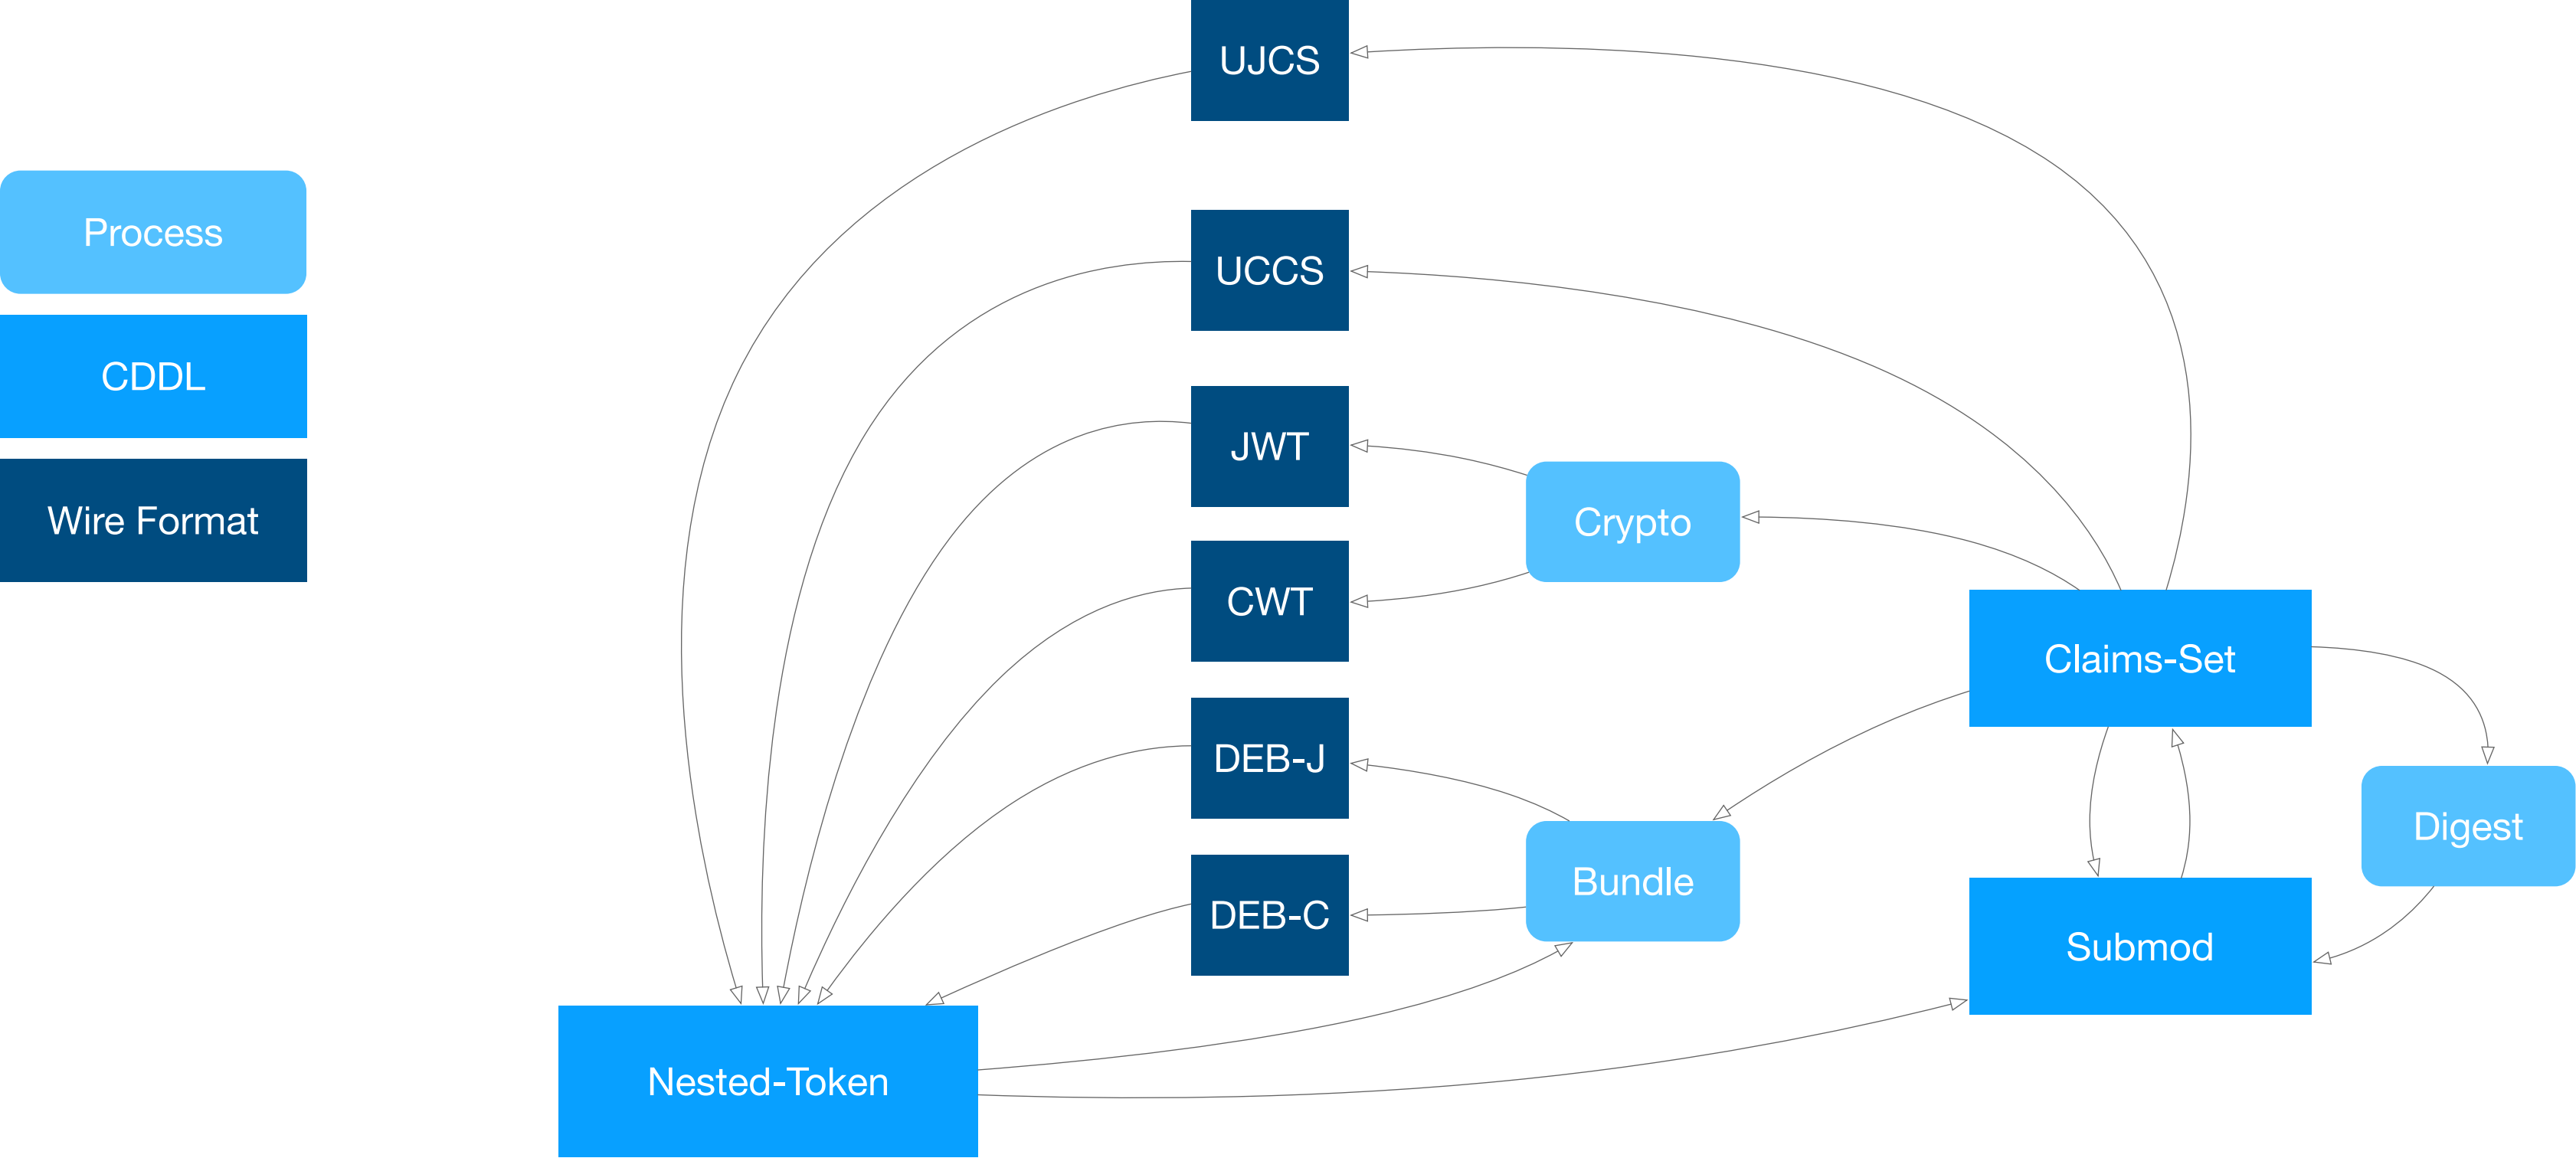 UJCS
Process
UCCS
CDDL
JWT
Wire Format
Crypto
CWT
Claims-Set
DEB-J
Digest
Bundle
DEB-C
Submod
Nested-Token